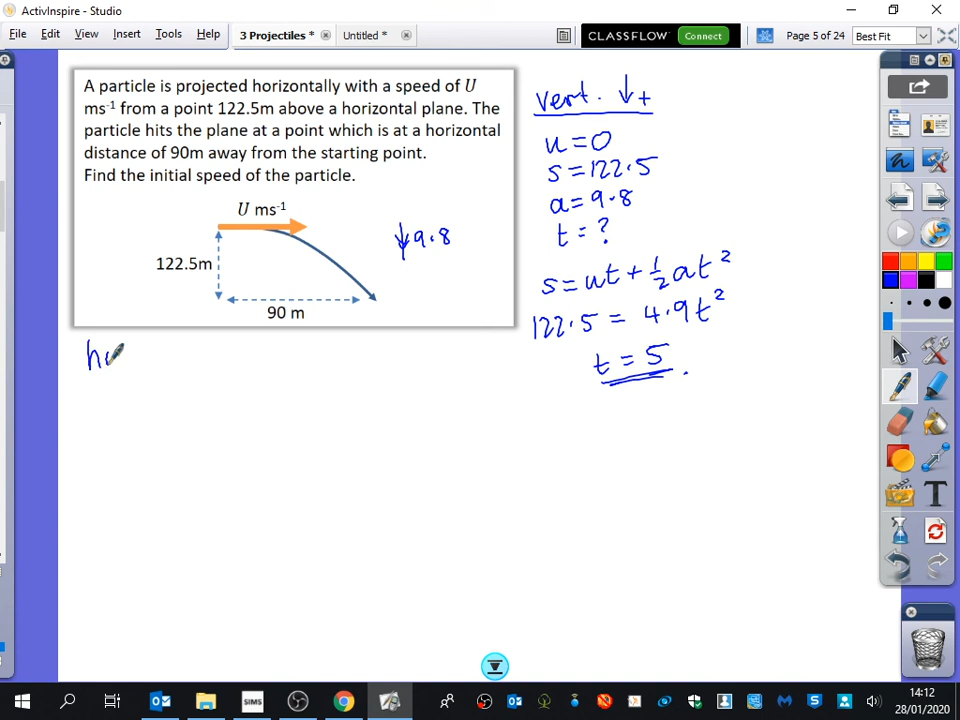 ActivInspire - Studio
File Edit View Insert Tools Help
3 Projectiles *
Untitled *
CLASSFLOW Connect
Page 5 of 24
Best Fit
A particle is projected horizontally with a speed of U
ms⁻¹ from a point 122.5m above a horizontal plane. The
particle hits the plane at a point which is at a horizontal
distance of 90m away from the starting point.
Find the initial speed of the particle.
U ms⁻¹
122.5m
90 m
↓9.8
vert. ↓+
u=0
s=122.5
a=9.8
t=?
s=ut+½at²
122.5 = 4.9t²
t = 5.
T
SIMS
14:12
28/01/2020